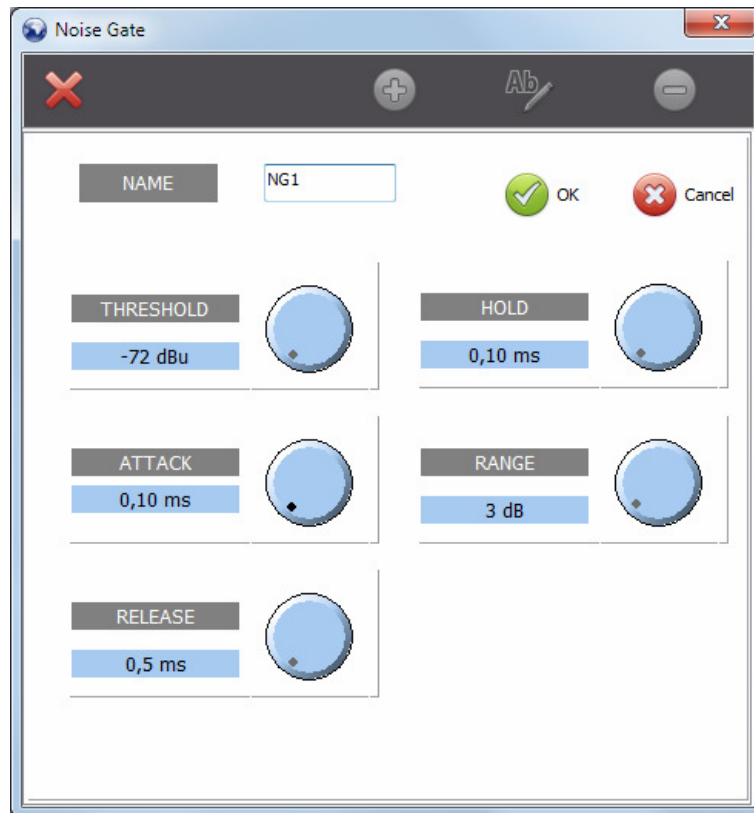 Noise Gate
Ab
NAME
NG1
OK
Cancel
THRESHOLD
-72 dBu
HOLD
0,10 ms
ATTACK
0,10 ms
RANGE
3 dB
RELEASE
0,5 ms